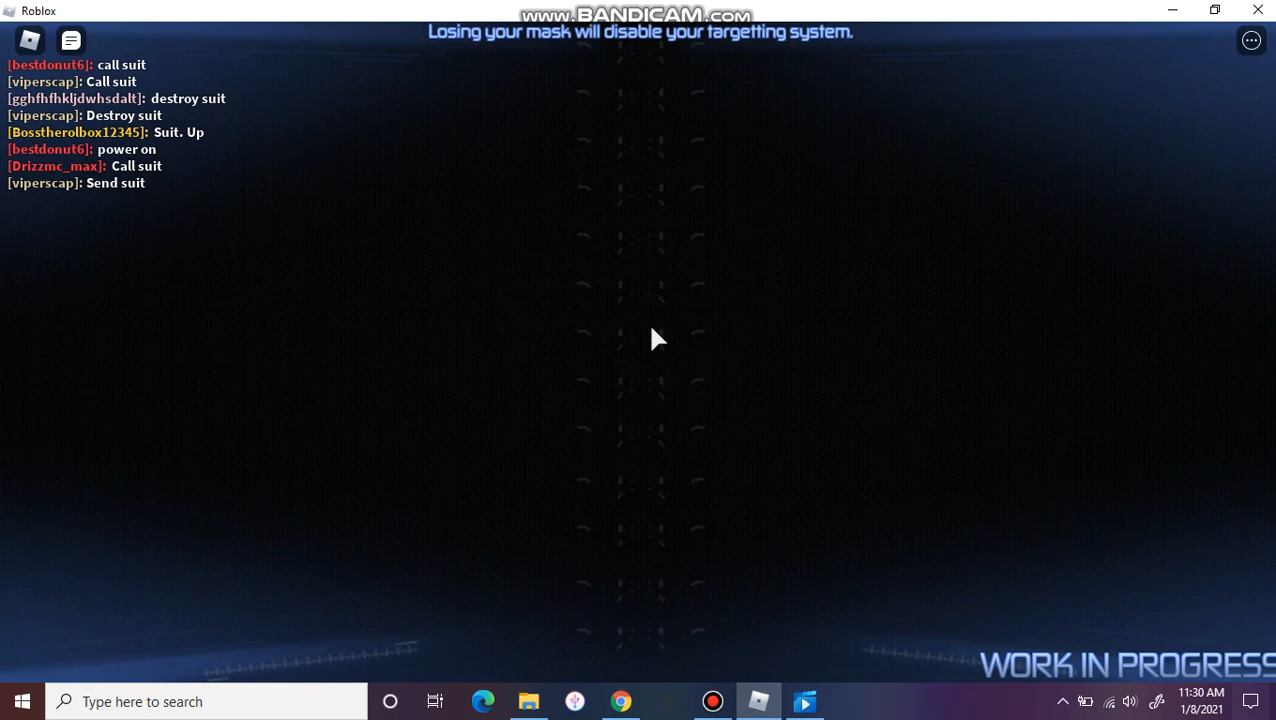 Roblox
www.BANDICAM.com
Losing your mask will disable your targetting system.
[bestdonut6]: call suit
[viperscap]: Call suit
[gghfhfhkljdwhsdalt]: destroy suit
[viperscap]: Destroy suit
[Bosstherolbox12345]: Suit. Up
[bestdonut6]: power on
[Drizzmc_max]: Call suit
[viperscap]: Send suit
WORK IN PROGRESS
Type here to search
11:30 AM
1/8/2021